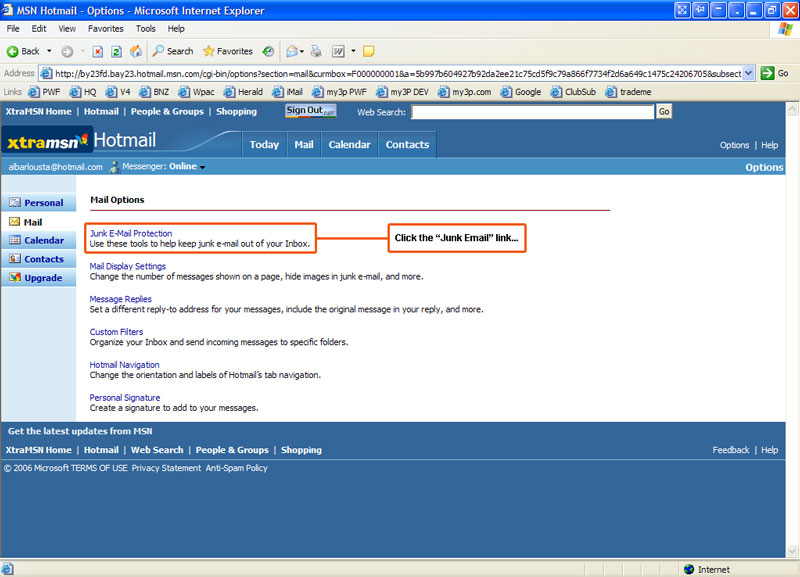 MSN Hotmail - Options - Microsoft Internet Explorer
File Edit View Favorites Tools Help
Back Search Favorites
Address http://by23fd.bay23.hotmail.msn.com/cgi-bin/options?section=mail&curmbox=F000000001&a=5b997b604927b92da2ee21c75cd5f9c79a866f7734f2d6a649c1475c24206705&subsect Go
Links PWF HQ V4 BNZ Wpac Herald iMail my3p PWF my3P DEV my3p.com Google ClubSub trademe
XtraMSN Home | Hotmail | People & Groups | Shopping Sign Out .net Web Search: Go
xtramsn Hotmail Today Mail Calendar Contacts Options | Help
albarlousta@hotmail.com Messenger: Online Options
Personal
Mail
Calendar
Contacts
Upgrade
Mail Options
Junk E-Mail Protection
Use these tools to help keep junk e-mail out of your Inbox.
Click the “Junk Email” link...
Mail Display Settings
Change the number of messages shown on a page, hide images in junk e-mail, and more.
Message Replies
Set a different reply-to address for your messages, include the original message in your reply, and more.
Custom Filters
Organize your Inbox and send incoming messages to specific folders.
Hotmail Navigation
Change the orientation and labels of Hotmail's tab navigation.
Personal Signature
Create a signature to add to your messages.
Get the latest updates from MSN
XtraMSN Home | Hotmail | Web Search | People & Groups | Shopping Feedback | Help
© 2006 Microsoft TERMS OF USE Privacy Statement Anti-Spam Policy
Internet